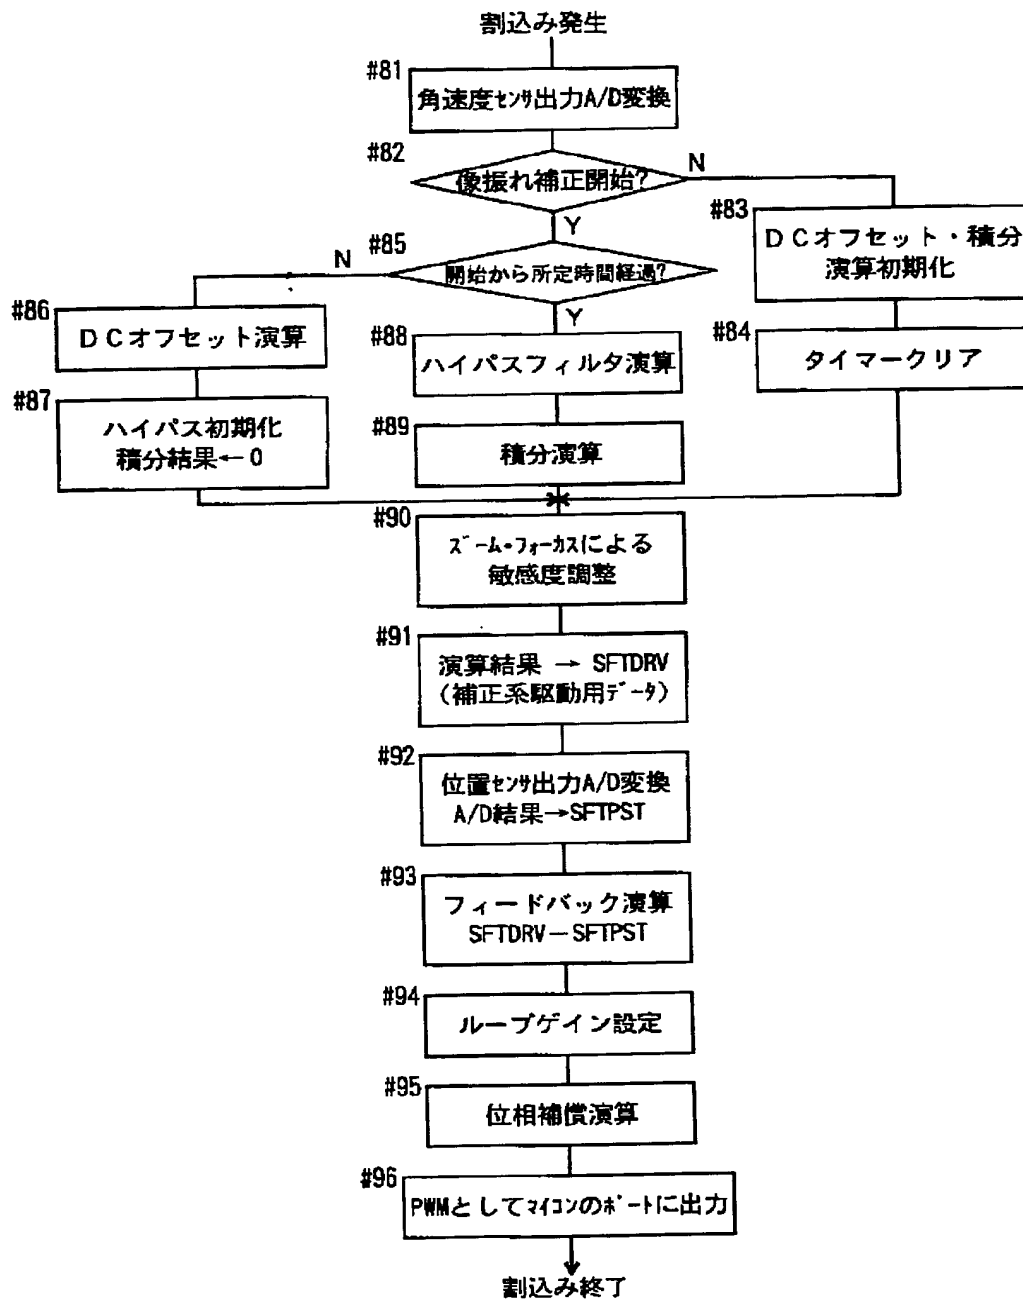 割込み発生
#81
角速度センサ出力A/D変換
#82
像振れ補正開始?
N
Y
#83
DCオフセット・積分
演算初期化
#84
タイマークリア
#85
開始から所定時間経過?
N
Y
#86
DCオフセット演算
#87
ハイパス初期化
積分結果←0
#88
ハイパスフィルタ演算
#89
積分演算
#90
ズーム・フォーカスによる
敏感度調整
#91
演算結果 → SFTDRV
(補正系駆動用データ)
#92
位置センサ出力A/D変換
A/D結果→SFTPST
#93
フィードバック演算
SFTDRV－SFTPST
#94
ループゲイン設定
#95
位相補償演算
#96
PWMとしてマイコンのポートに出力
割込み終了